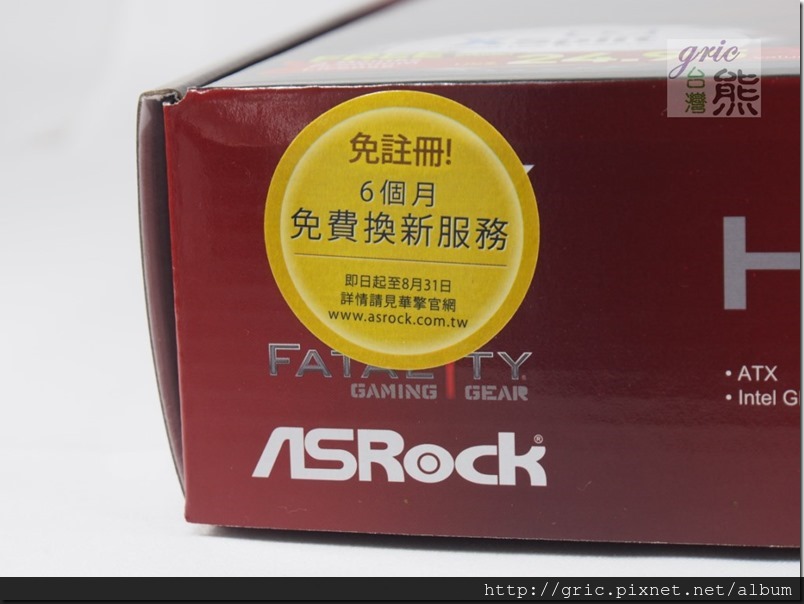 gric
台灣熊
免註冊!
6個月
免費換新服務
即日起至8月31日
詳情請見華擎官網
www.asrock.com.tw
FATAL1TY
GAMING GEAR
ASRock
H
• ATX
• Intel G
http://gric.pixnet.net/album